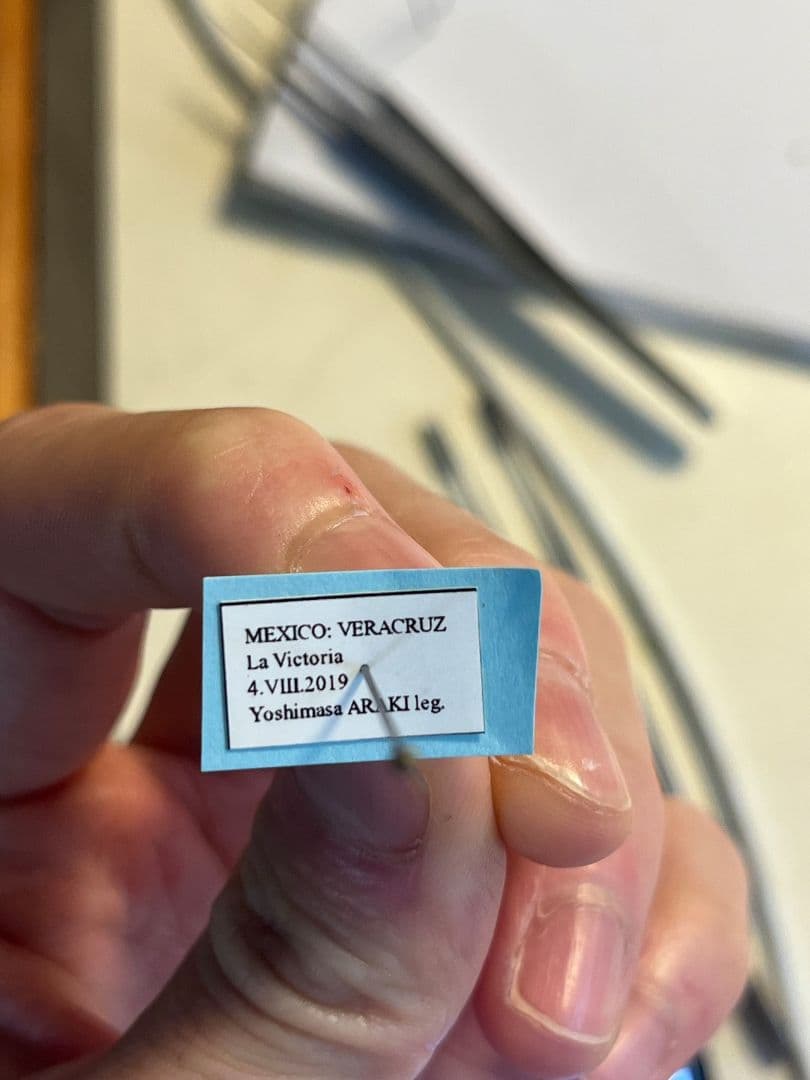 MEXICO: VERACRUZ
La Victoria
4.VIII.2019
Yoshimasa ARAKI leg.